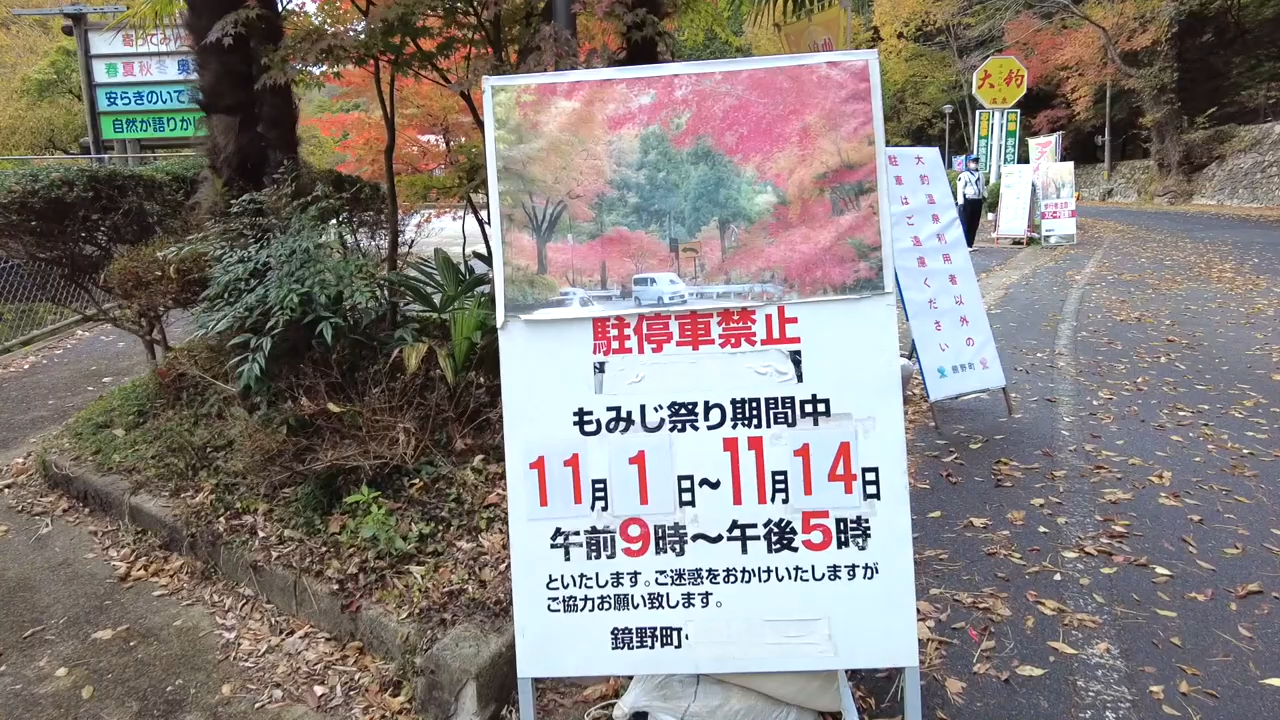 春夏秋冬 奥
安らぎのいで
自然が語りか
駐停車禁止
もみじ祭り期間中
11月1日～11月14日
午前9時～午後5時
といたします。ご迷惑をおかけいたしますが
ご協力お願い致します。
鏡野町
大釣温泉利用者以外の
駐車はご遠慮ください
鏡野町
大釣
温泉